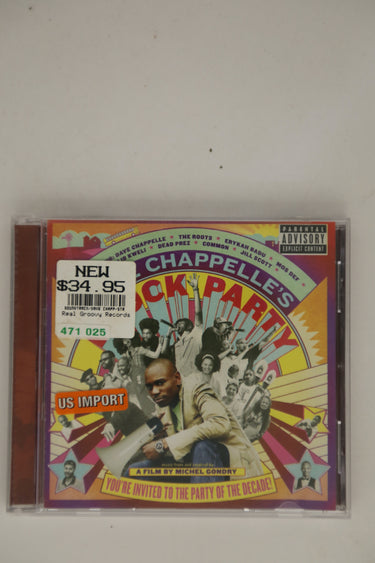 PARENTAL
ADVISORY
EXPLICIT CONTENT
DAVE CHAPPELLE ★ THE ROOTS ★ ERYKAH BADU ★ MOS DEF
KWELI ★ DEAD PREZ ★ COMMON ★ JILL SCOTT
CHAPPELLE'S
OCK PARTY
NEW
$34.95
Real Groovy Records
471 025
US IMPORT
A FILM BY MICHEL GONDRY
YOU'RE INVITED TO THE PARTY OF THE DECADE!